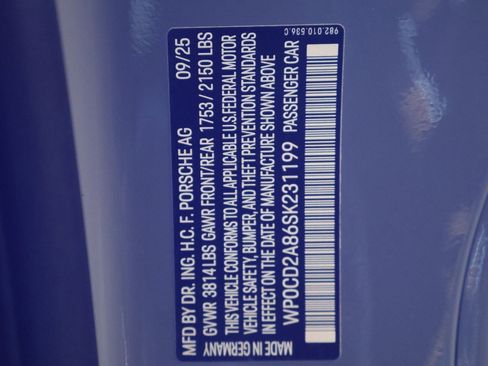 MFD BY DR. ING. H.C. F. PORSCHE AG 09/25
GVWR 3814 LBS GAWR FRONT/REAR 1753 / 2150 LBS
THIS VEHICLE CONFORMS TO ALL APPLICABLE U.S.FEDERAL MOTOR
VEHICLE SAFETY, BUMPER, AND THEFT PREVENTION STANDARDS
IN EFFECT ON THE DATE OF MANUFACTURE SHOWN ABOVE
WP0CD2A86SK231199 PASSENGER CAR
MADE IN GERMANY 982.010.536.C